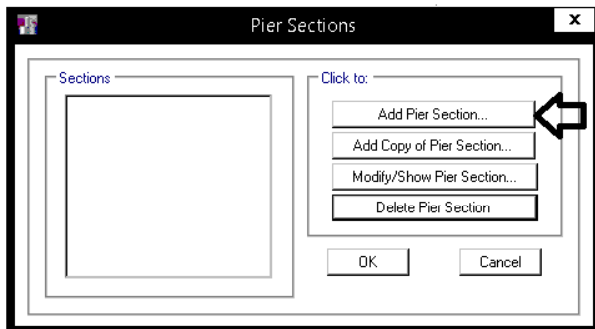 Pier Sections
x
Sections
Click to:
Add Pier Section...
Add Copy of Pier Section...
Modify/Show Pier Section...
Delete Pier Section
OK
Cancel